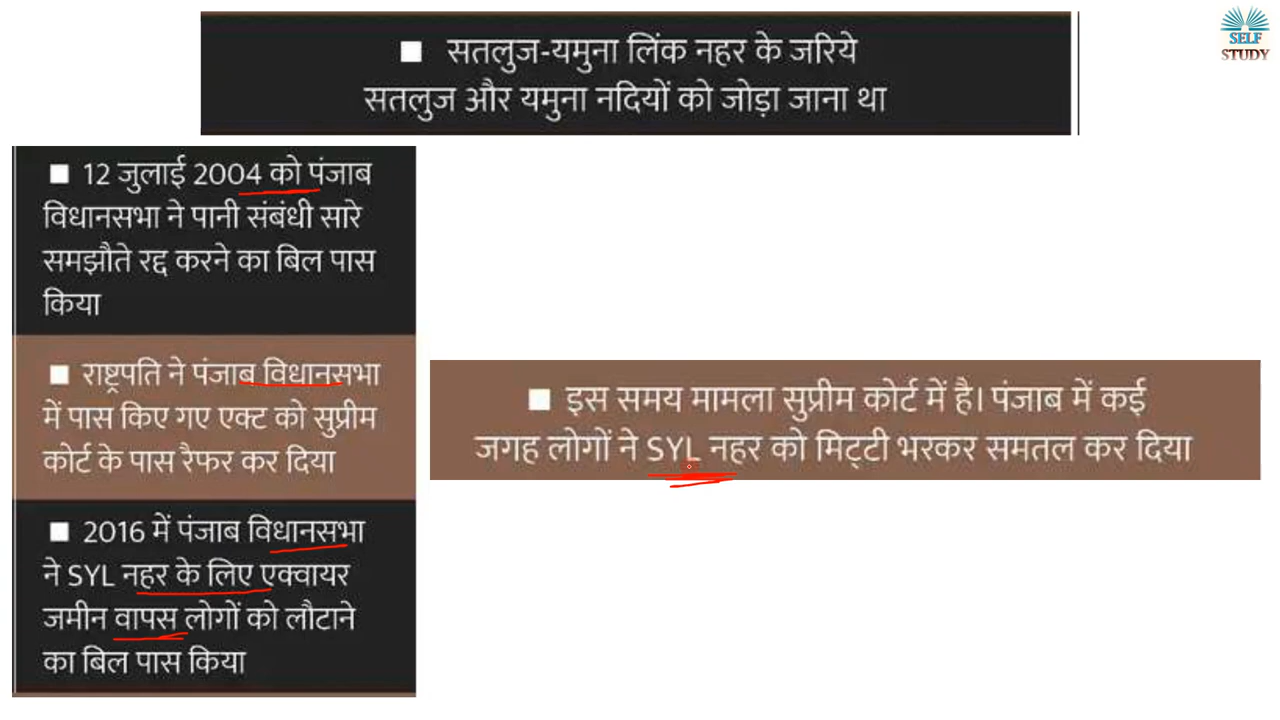 ■ सतलुज-यमुना लिंक नहर के जरिये
सतलुज और यमुना नदियों को जोड़ा जाना था
SELF
STUDY
■ 12 जुलाई 2004 को पंजाब
विधानसभा ने पानी संबंधी सारे
समझौते रद्द करने का बिल पास
किया
■ राष्ट्रपति ने पंजाब विधानसभा
में पास किए गए एक्ट को सुप्रीम
कोर्ट के पास रैफर कर दिया
■ 2016 में पंजाब विधानसभा
ने SYL नहर के लिए एक्वायर
जमीन वापस लोगों को लौटाने
का बिल पास किया
■ इस समय मामला सुप्रीम कोर्ट में है। पंजाब में कई
जगह लोगों ने SYL नहर को मिट्टी भरकर समतल कर दिया